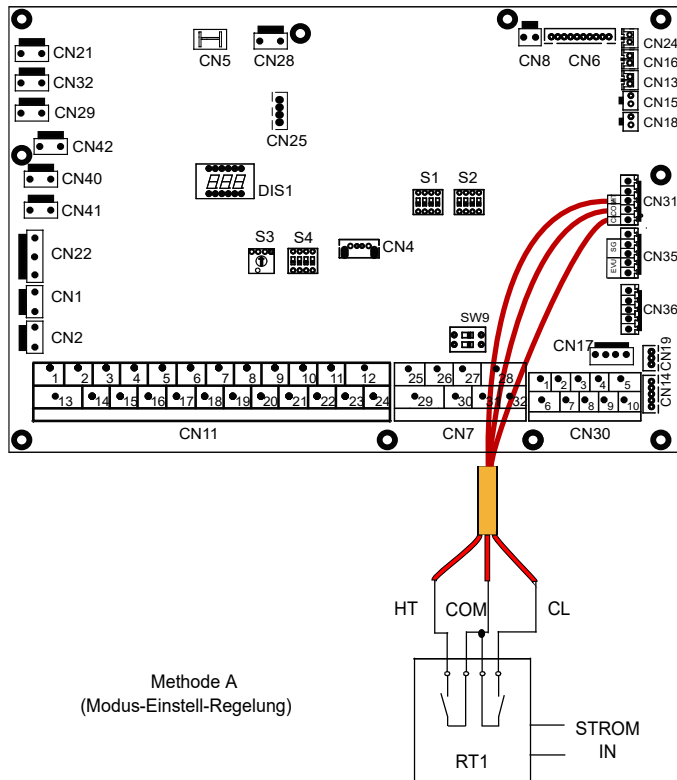 CN21
CN32
CN29
CN42
CN40
CN41
CN22
CN1
CN2
CN5
CN28
CN25
DIS1
S1
S2
S3
S4
CN4
SW9
CN8
CN6
CN24
CN16
CN13
CN15
CN18
CN31
CN35
EVU SG
CN36
CN17
CN19
CN14
1 2 3 4 5 6 7 8 9 10 11 12
13 14 15 16 17 18 19 20 21 22 23 24
CN11
25 26 27 28
29 30 31 32
CN7
1 2 3 4 5
6 7 8 9 10
CN30
HT COM CL
Methode A
(Modus-Einstell-Regelung)
STROM
IN
RT1